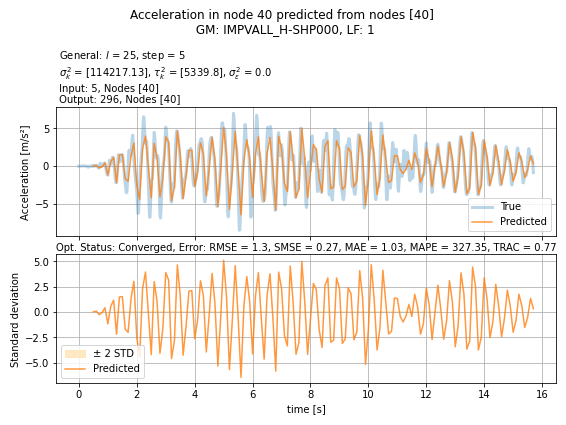 Acceleration in node 40 predicted from nodes [40]
GM: IMPVALL_H-SHP000, LF: 1
General: l = 25, step = 5
σ_k^2 = [114217.13], τ_k^2 = [5339.8], σ_ε^2 = 0.0
Input: 5, Nodes [40]
Output: 296, Nodes [40]
Acceleration [m/s²]
5
0
−5
True
Predicted
Opt. Status: Converged, Error: RMSE = 1.3, SMSE = 0.27, MAE = 1.03, MAPE = 327.35, TRAC = 0.77
Standard deviation
5.0
2.5
0.0
−2.5
−5.0
± 2 STD
Predicted
0 2 4 6 8 10 12 14 16
time [s]